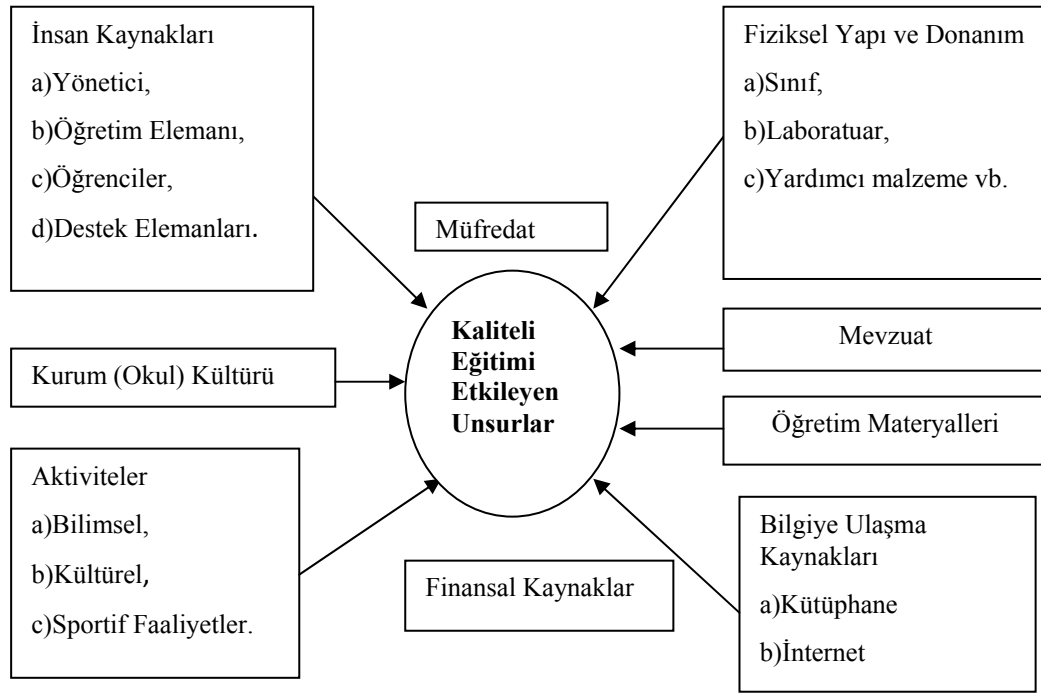 İnsan Kaynakları
a)Yönetici,
b)Öğretim Elemanı,
c)Öğrenciler,
d)Destek Elemanları.
Fiziksel Yapı ve Donanım
a)Sınıf,
b)Laboratuar,
c)Yardımcı malzeme vb.
Müfredat
Kaliteli
Eğitimi
Etkileyen
Unsurlar
Kurum (Okul) Kültürü
Mevzuat
Öğretim Materyalleri
Aktiviteler
a)Bilimsel,
b)Kültürel,
c)Sportif Faaliyetler.
Finansal Kaynaklar
Bilgiye Ulaşma
Kaynakları
a)Kütüphane
b)İnternet